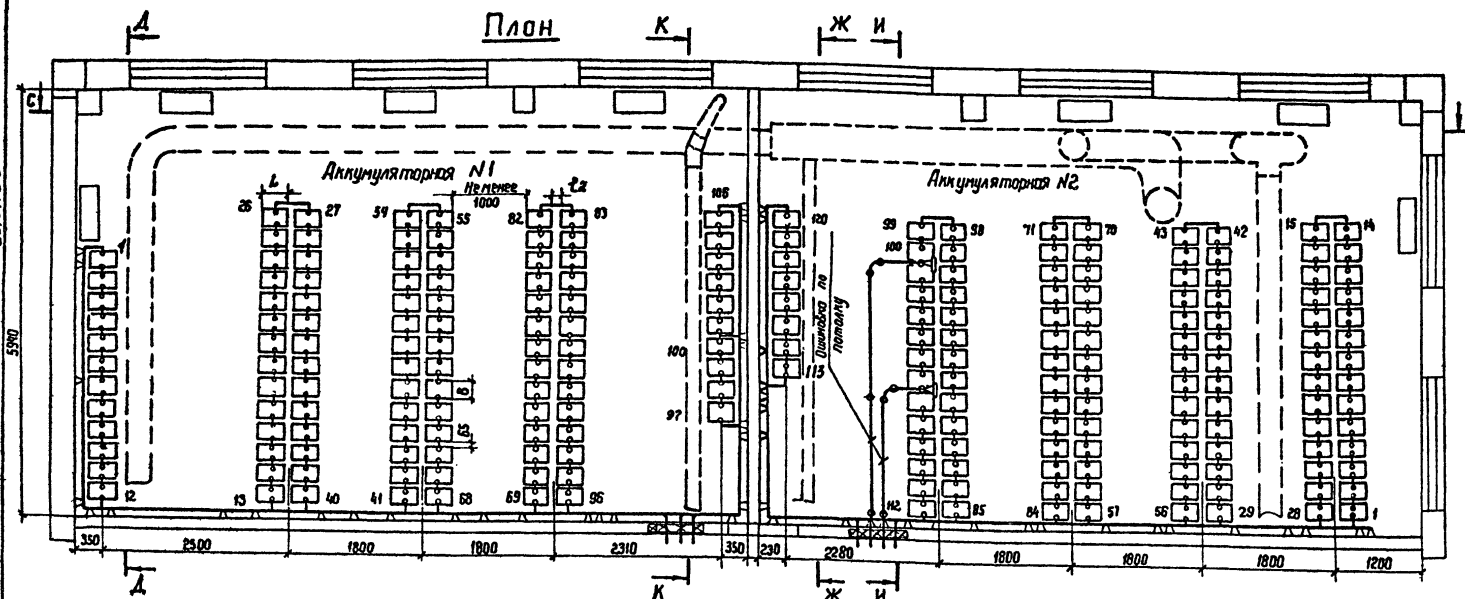 План
Д
К
Ж И
С
Аккумуляторная N1
Аккумуляторная N2
Не менее
1000
L
l2
26 27 54 55 82 83 106 120 99 98 71 70 43 42 15 14
1
100
Ошиновка по
потолку
100
113
97
В
65
5940
12 13 40 41 68 69 96 112 85 84 57 56 29 28 1
350 2500 1800 1800 2310 350 230 2280 1800 1800 1800 1200
Д
К
Ж И